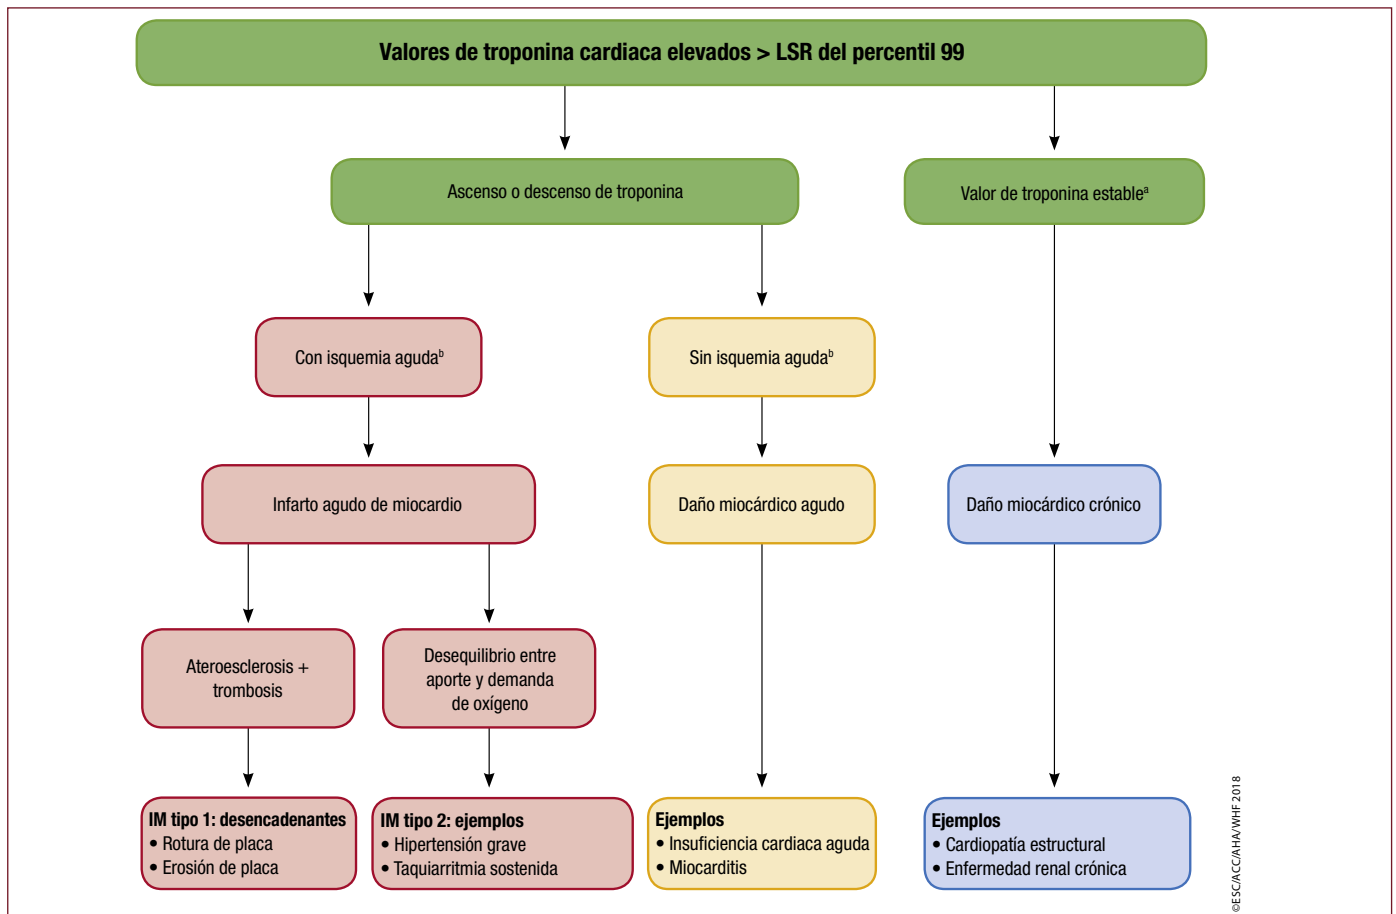 Valores de troponina cardiaca elevados > LSR del percentil 99
Ascenso o descenso de troponina
Valor de troponina estableᵃ
Con isquemia agudaᵇ
Sin isquemia agudaᵇ
Infarto agudo de miocardio
Daño miocárdico agudo
Daño miocárdico crónico
Ateroesclerosis +
trombosis
Desequilibrio entre
aporte y demanda
de oxígeno
IM tipo 1: desencadenantes
• Rotura de placa
• Erosión de placa
IM tipo 2: ejemplos
• Hipertensión grave
• Taquiarritmia sostenida
Ejemplos
• Insuficiencia cardiaca aguda
• Miocarditis
Ejemplos
• Cardiopatía estructural
• Enfermedad renal crónica
©ESC/ACC/AHA/WHF 2018